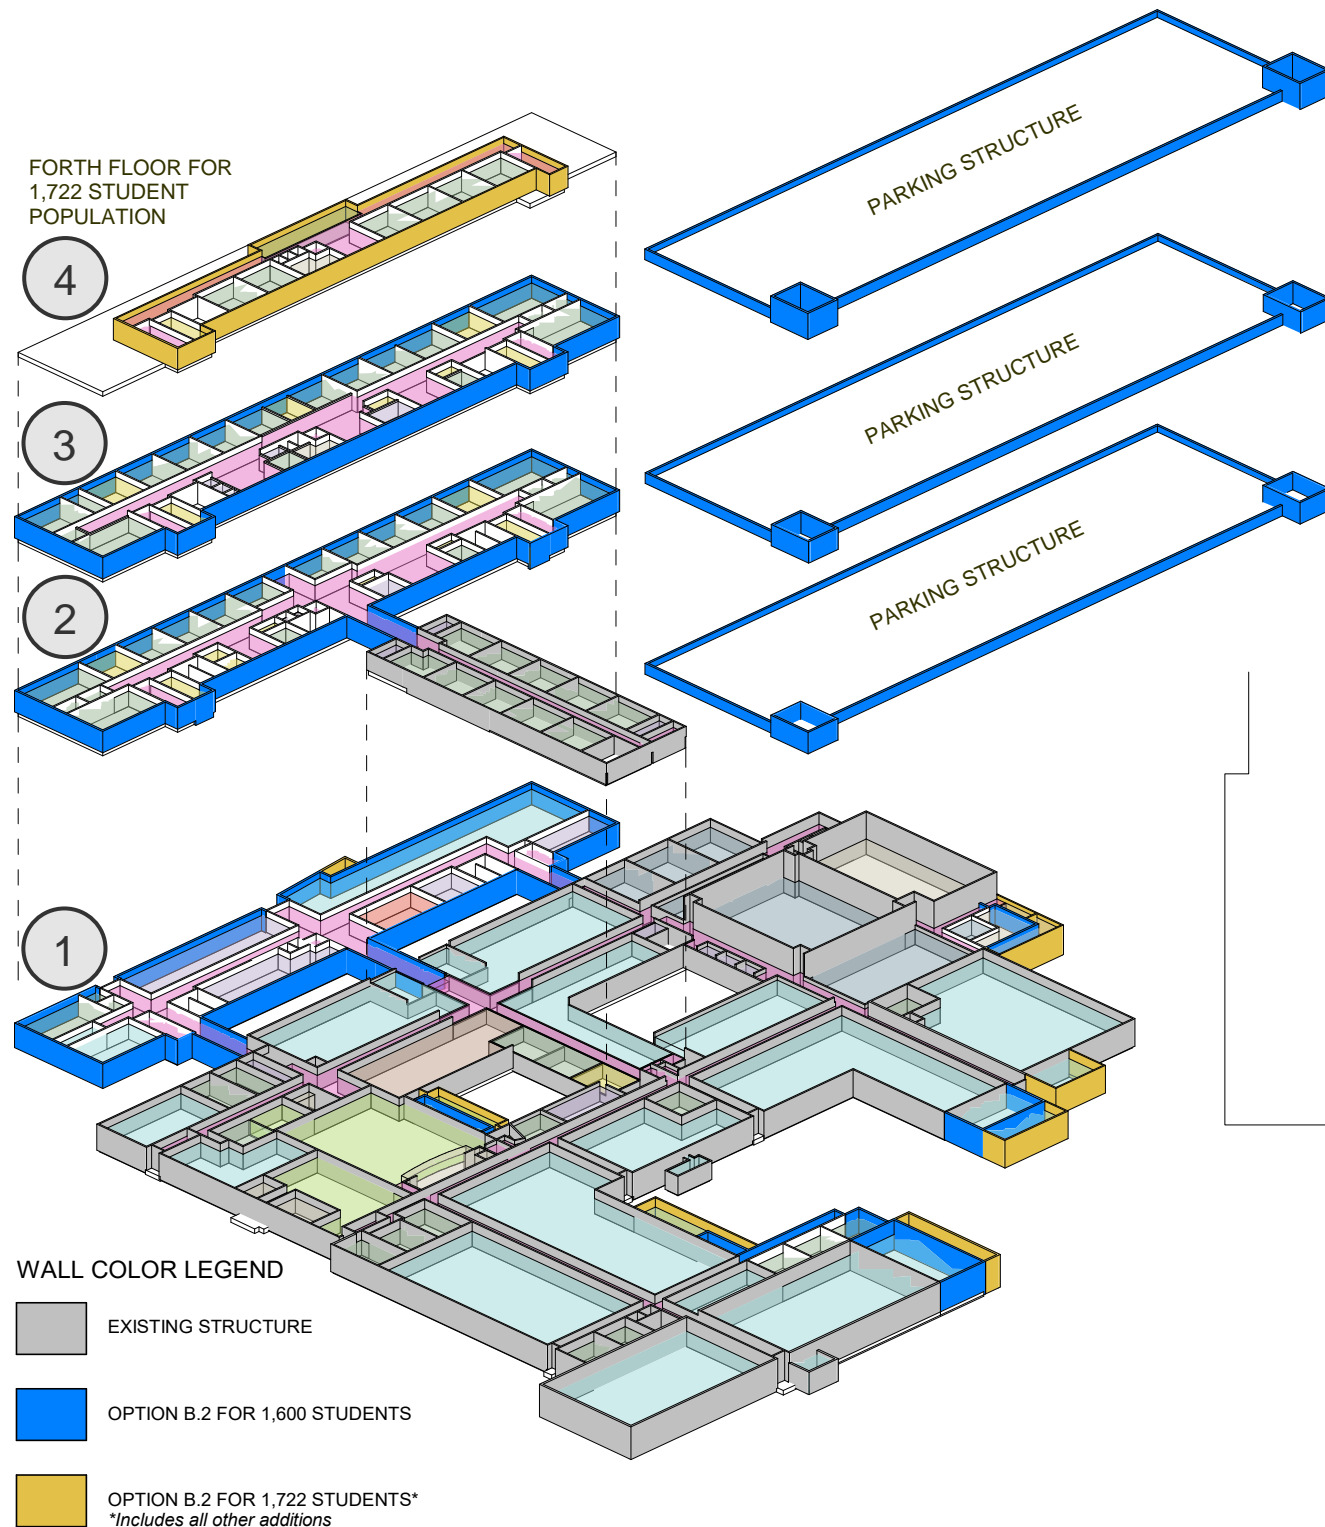 FORTH FLOOR FOR
1,722 STUDENT
POPULATION
4
3
2
1
PARKING STRUCTURE
PARKING STRUCTURE
PARKING STRUCTURE
WALL COLOR LEGEND
EXISTING STRUCTURE
OPTION B.2 FOR 1,600 STUDENTS
OPTION B.2 FOR 1,722 STUDENTS*
*Includes all other additions